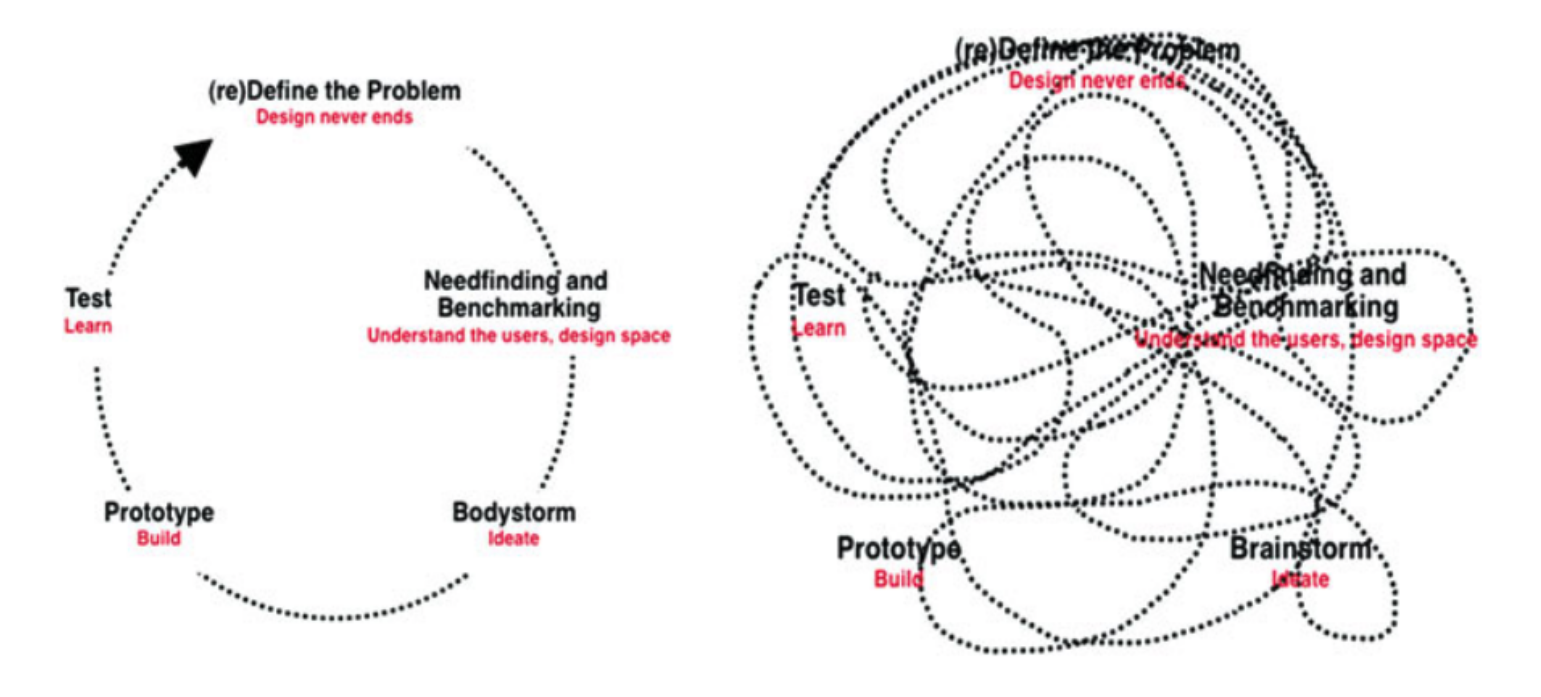 (re)Define the Problem
Design never ends
Needfinding and
Benchmarking
Understand the users, design space
Bodystorm
Ideate
Prototype
Build
Test
Learn
(re)Define the Problem
Design never ends
Needfinding and
Benchmarking
Understand the users, design space
Brainstorm
Ideate
Prototype
Build
Test
Learn